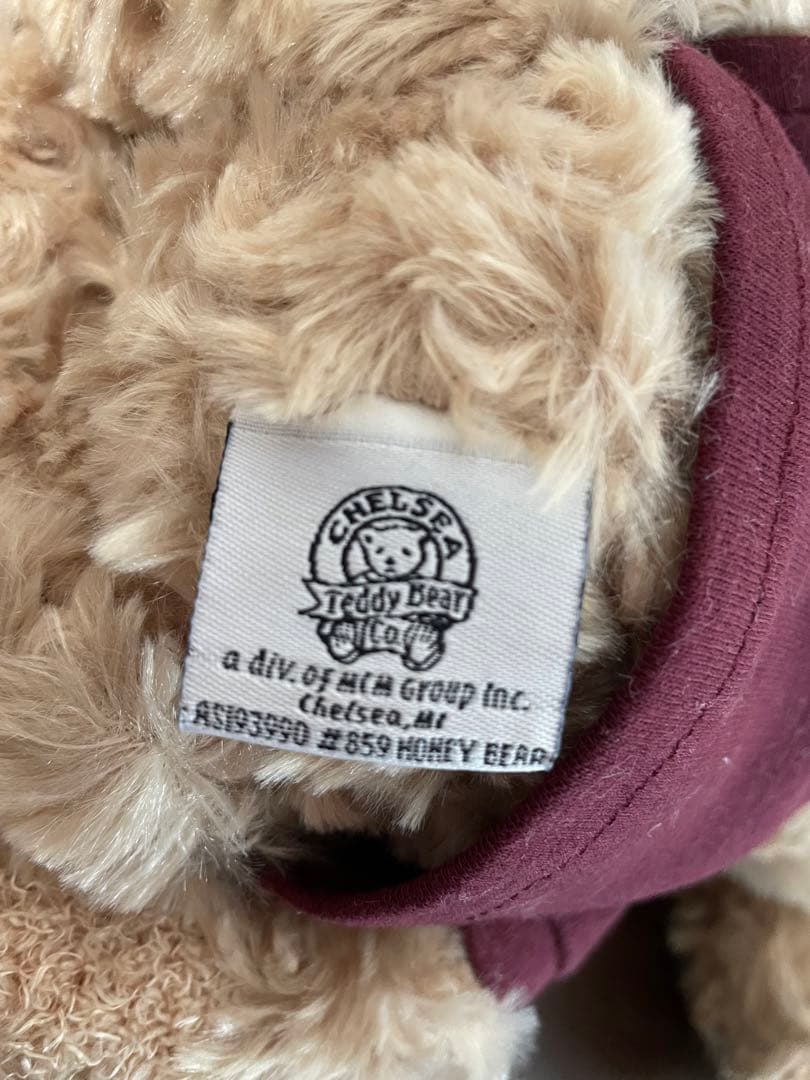 CHELSEA
Teddy Bear
Co.
a div. of MCM Group Inc.
Chelsea, MI
ASI93990 #859 HONEY BEAR